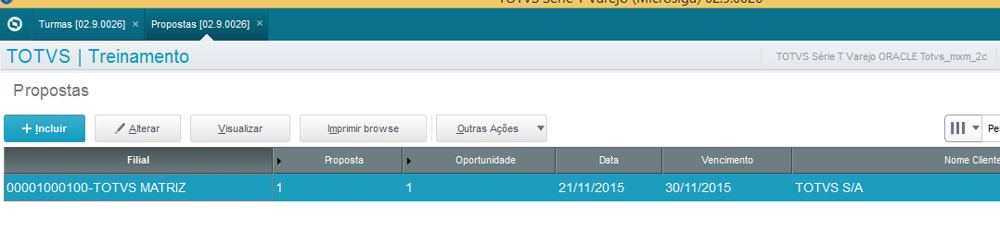 TOTVS Série T Varejo (Microsiga) 02.9.0026
Turmas [02.9.0026] × Propostas [02.9.0026] ×
TOTVS | Treinamento TOTVS Série T Varejo ORACLE Totvs_mxm_2c
Propostas
+ Incluir Alterar Visualizar Imprimir browse Outras Ações
Filial Proposta Oportunidade Data Vencimento Nome Cliente
00001000100-TOTVS MATRIZ 1 1 21/11/2015 30/11/2015 TOTVS S/A